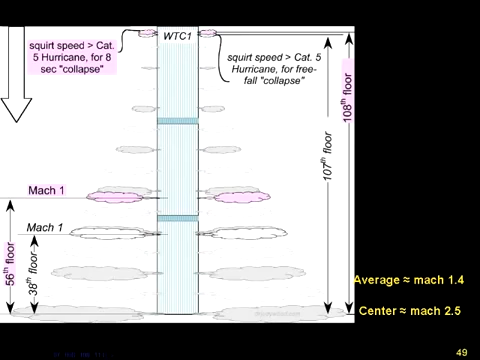 squirt speed > Cat.
5 Hurricane, for 8
sec "collapse"
WTC1
squirt speed > Cat. 5
Hurricane, for free-
fall "collapse"
108th floor
107th floor
Mach 1
Mach 1
56th floor
38th floor
Average ≈ mach 1.4
Center ≈ mach 2.5
49